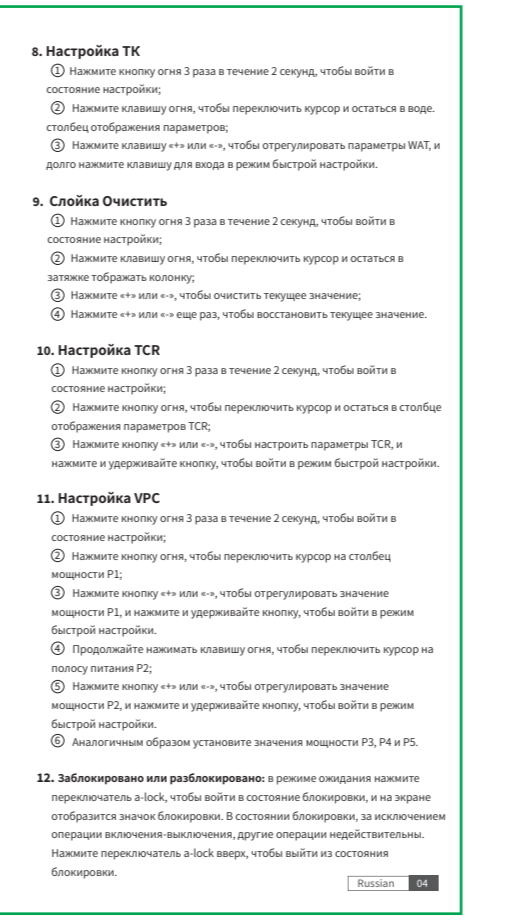 8. Настройка ТК
① Нажмите кнопку огня 3 раза в течение 2 секунд, чтобы войти в
состояние настройки;
② Нажмите клавишу огня, чтобы переключить курсор и остаться в воде.
столбец отображения параметров;
③ Нажмите клавишу «+» или «-», чтобы отрегулировать параметры WAT, и
долго нажмите клавишу для входа в режим быстрой настройки.
9. Слойка Очистить
① Нажмите кнопку огня 3 раза в течение 2 секунд, чтобы войти в
состояние настройки;
② Нажмите клавишу огня, чтобы переключить курсор и остаться в
затяжке тображать колонку;
③ Нажмите «+» или «-», чтобы очистить текущее значение;
④ Нажмите «+» или «-» еще раз, чтобы восстановить текущее значение.
10. Настройка TCR
① Нажмите кнопку огня 3 раза в течение 2 секунд, чтобы войти в
состояние настройки;
② Нажмите кнопку огня, чтобы переключить курсор и остаться в столбце
отображения параметров TCR;
③ Нажмите кнопку «+» или «-», чтобы настроить параметры TCR, и
нажмите и удерживайте кнопку, чтобы войти в режим быстрой настройки.
11. Настройка VPC
① Нажмите кнопку огня 3 раза в течение 2 секунд, чтобы войти в
состояние настройки;
② Нажмите кнопку огня, чтобы переключить курсор на столбец
мощности P1;
③ Нажмите кнопку «+» или «-», чтобы отрегулировать значение
мощности P1, и нажмите и удерживайте кнопку, чтобы войти в режим
быстрой настройки.
④ Продолжайте нажимать клавишу огня, чтобы переключить курсор на
полосу питания P2;
⑤ Нажмите кнопку «+» или «-», чтобы отрегулировать значение
мощности P2, и нажмите и удерживайте кнопку, чтобы войти в режим
быстрой настройки.
⑥ Аналогичным образом установите значения мощности P3, P4 и P5.
12. Заблокировано или разблокировано: в режиме ожидания нажмите
переключатель a-lock, чтобы войти в состояние блокировки, и на экране
отобразится значок блокировки. В состоянии блокировки, за исключением
операции включения-выключения, другие операции недействительны.
Нажмите переключатель a-lock вверх, чтобы выйти из состояния
блокировки.
Russian 04